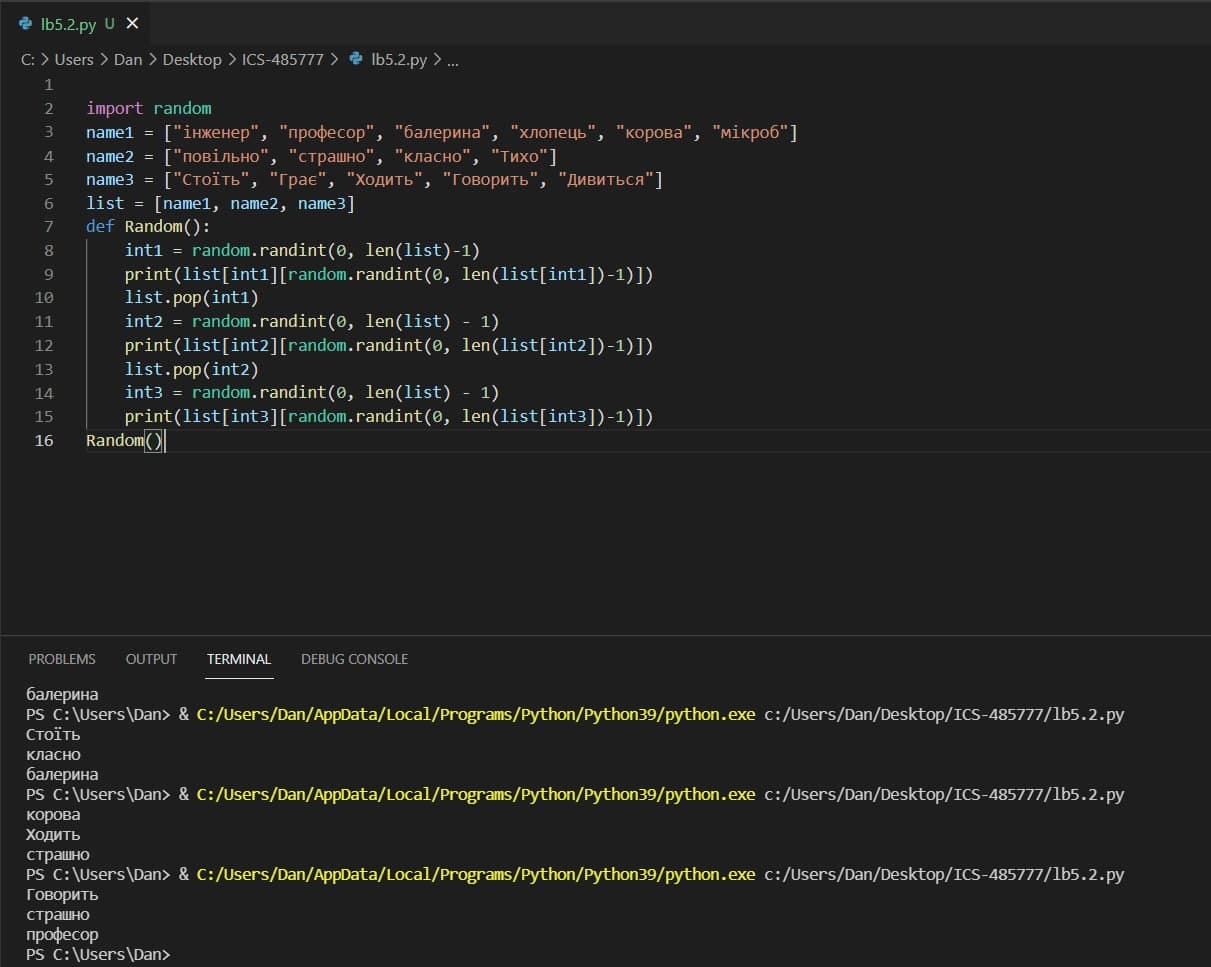 lb5.2.py U ×
C: > Users > Dan > Desktop > ICS-485777 > lb5.2.py > ...
1
2 import random
3 name1 = ["інженер", "професор", "балерина", "хлопець", "корова", "мікроб"]
4 name2 = ["повільно", "страшно", "класно", "Тихо"]
5 name3 = ["Стоїть", "Грає", "Ходить", "Говорить", "Дивиться"]
6 list = [name1, name2, name3]
7 def Random():
8     int1 = random.randint(0, len(list)-1)
9     print(list[int1][random.randint(0, len(list[int1])-1)])
10     list.pop(int1)
11     int2 = random.randint(0, len(list) - 1)
12     print(list[int2][random.randint(0, len(list[int2])-1)])
13     list.pop(int2)
14     int3 = random.randint(0, len(list) - 1)
15     print(list[int3][random.randint(0, len(list[int3])-1)])
16 Random()
PROBLEMS OUTPUT TERMINAL DEBUG CONSOLE
балерина
PS C:\Users\Dan> & C:/Users/Dan/AppData/Local/Programs/Python/Python39/python.exe c:/Users/Dan/Desktop/ICS-485777/lb5.2.py
Стоїть
класно
балерина
PS C:\Users\Dan> & C:/Users/Dan/AppData/Local/Programs/Python/Python39/python.exe c:/Users/Dan/Desktop/ICS-485777/lb5.2.py
корова
Ходить
страшно
PS C:\Users\Dan> & C:/Users/Dan/AppData/Local/Programs/Python/Python39/python.exe c:/Users/Dan/Desktop/ICS-485777/lb5.2.py
Говорить
страшно
професор
PS C:\Users\Dan>